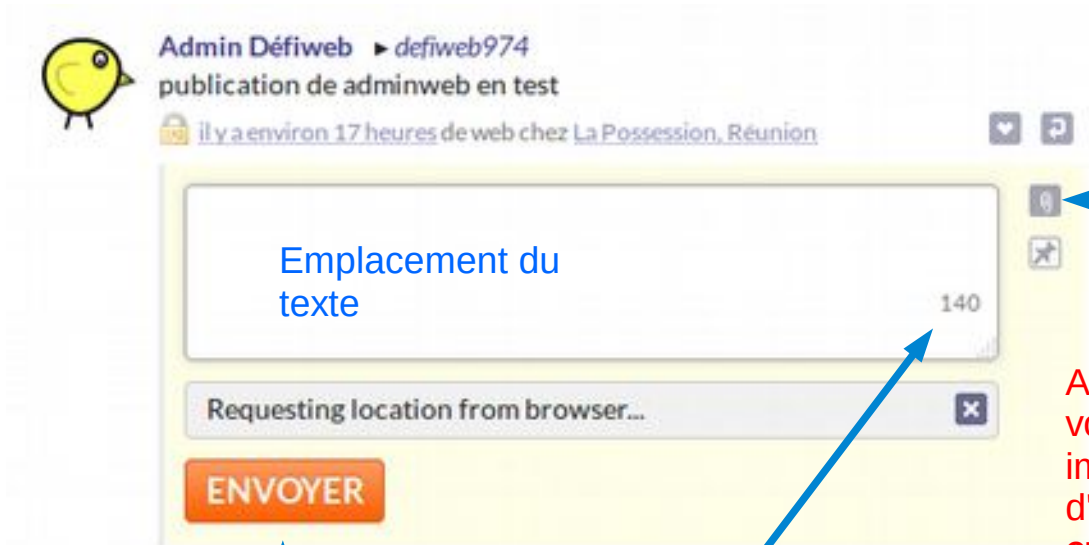 Admin Défiweb ▸ defiweb974
publication de adminweb en test
il y a environ 17 heures de web chez La Possession, Réunion
Emplacement du
texte
140
Requesting location from browser...
ENVOYER
A
vo
in
d'